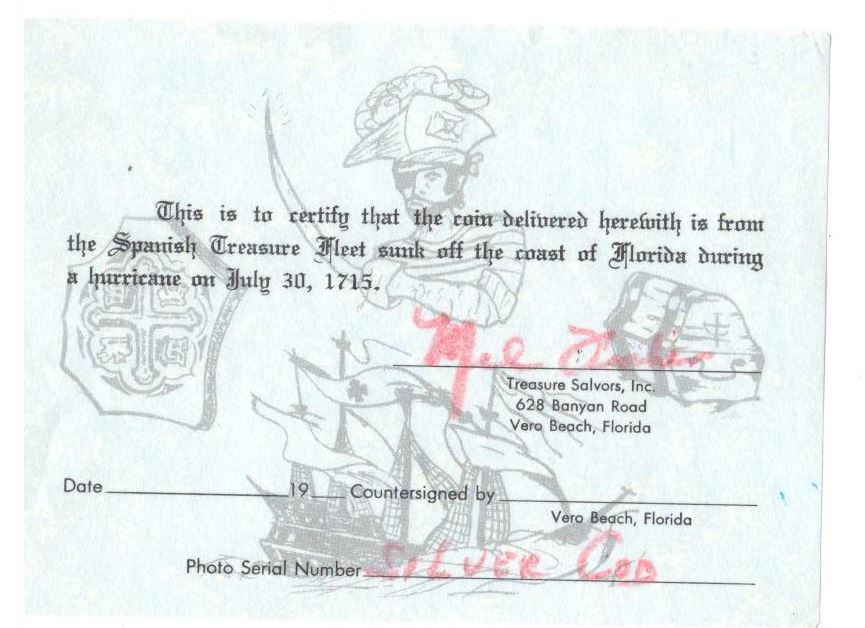 This is to certify that the coin delivered herewith is from
the Spanish Treasure Fleet sunk off the coast of Florida during
a hurricane on July 30, 1715.
Mel Fisher
Treasure Salvors, Inc.
628 Banyan Road
Vero Beach, Florida
Date 19 Countersigned by
Vero Beach, Florida
Photo Serial Number SILVER COB